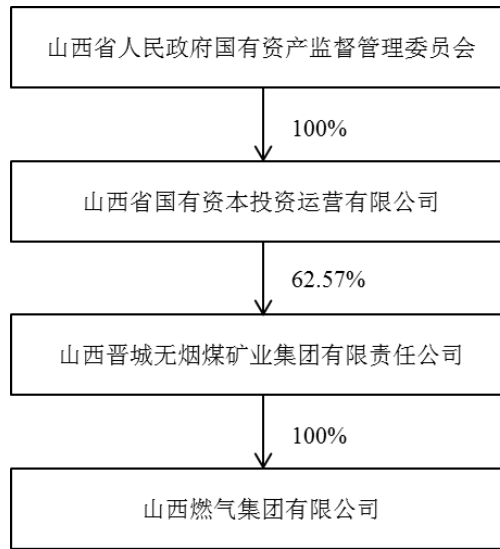 山西省人民政府国有资产监督管理委员会
100%
山西省国有资本投资运营有限公司
62.57%
山西晋城无烟煤矿业集团有限责任公司
100%
山西燃气集团有限公司